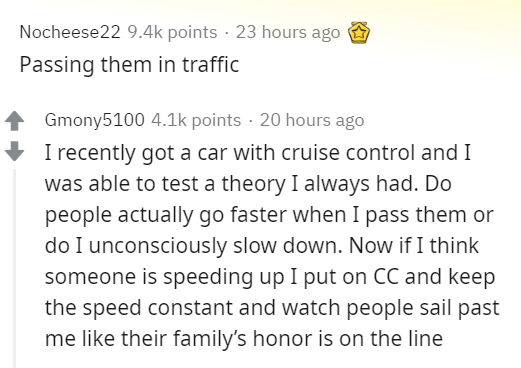 Nocheese22 9.4k points · 23 hours ago
Passing them in traffic
Gmony5100 4.1k points · 20 hours ago
I recently got a car with cruise control and I
was able to test a theory I always had. Do
people actually go faster when I pass them or
do I unconsciously slow down. Now if I think
someone is speeding up I put on CC and keep
the speed constant and watch people sail past
me like their family’s honor is on the line